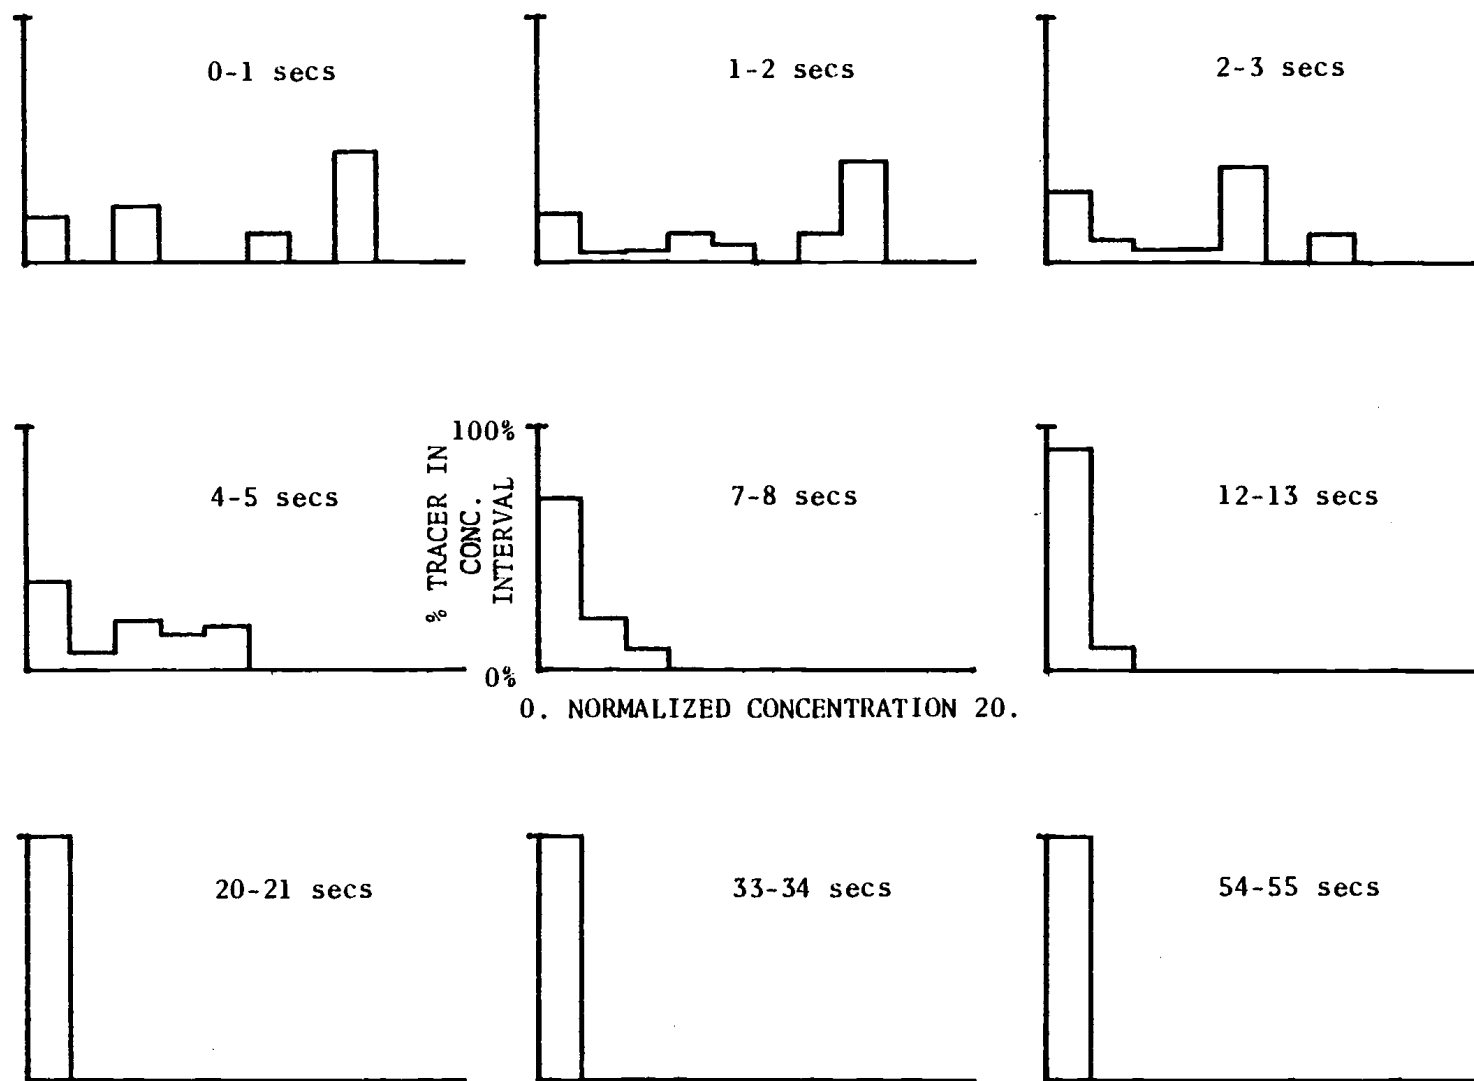 0-1 secs
1-2 secs
2-3 secs
4-5 secs
100%
% TRACER IN
CONC.
INTERVAL
0%
7-8 secs
12-13 secs
0. NORMALIZED CONCENTRATION 20.
20-21 secs
33-34 secs
54-55 secs